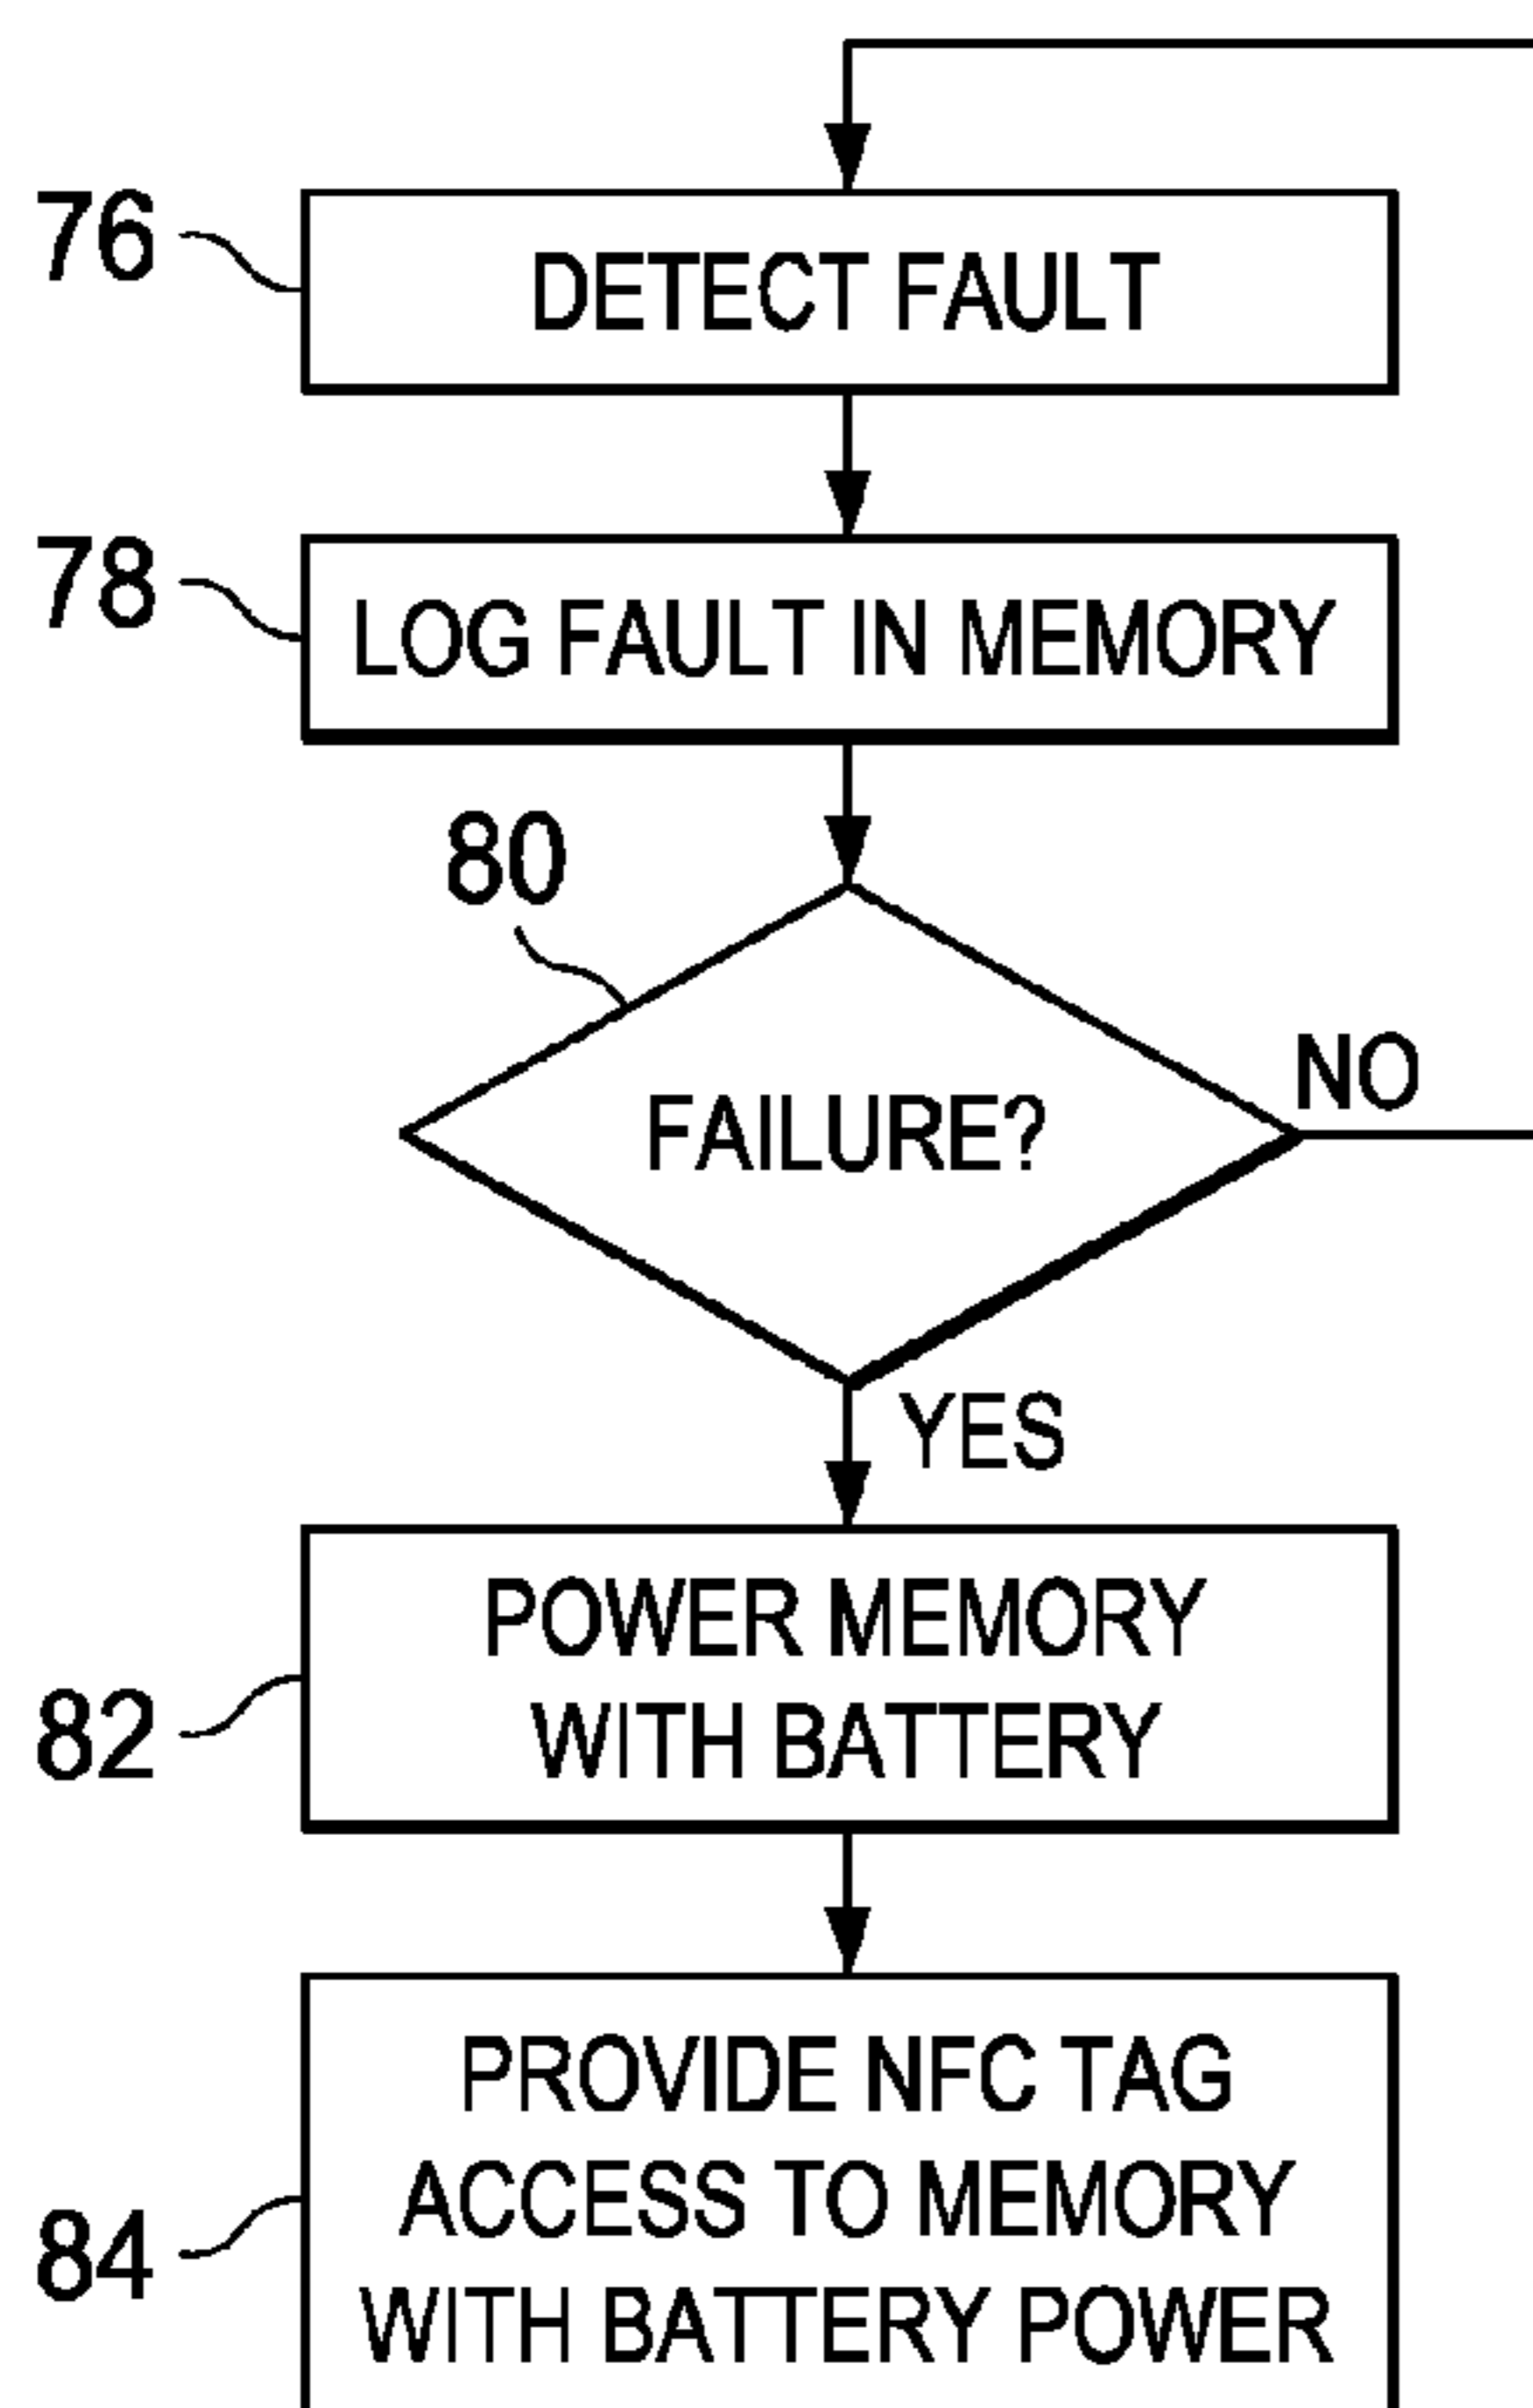 76
DETECT FAULT
78
LOG FAULT IN MEMORY
80
FAILURE?
NO
YES
POWER MEMORY
WITH BATTERY
82
PROVIDE NFC TAG
ACCESS TO MEMORY
84
WITH BATTERY POWER